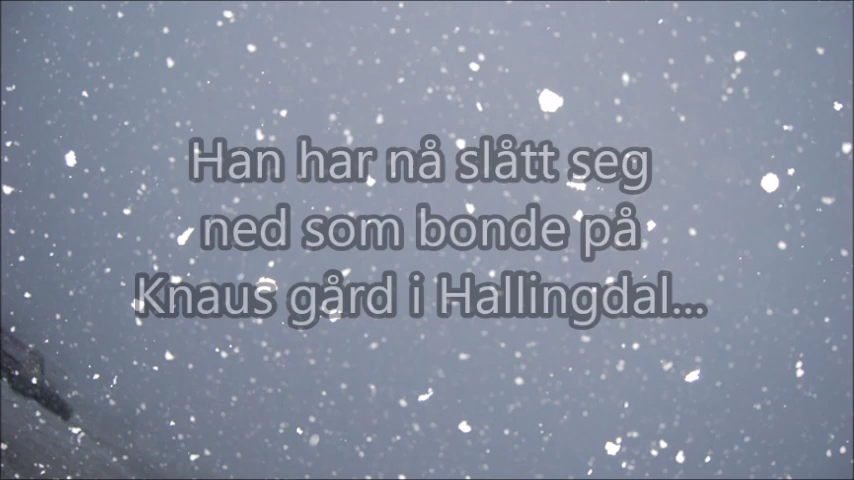 Han har nå slått seg
ned som bonde på
Knaus gård i Hallingdal...